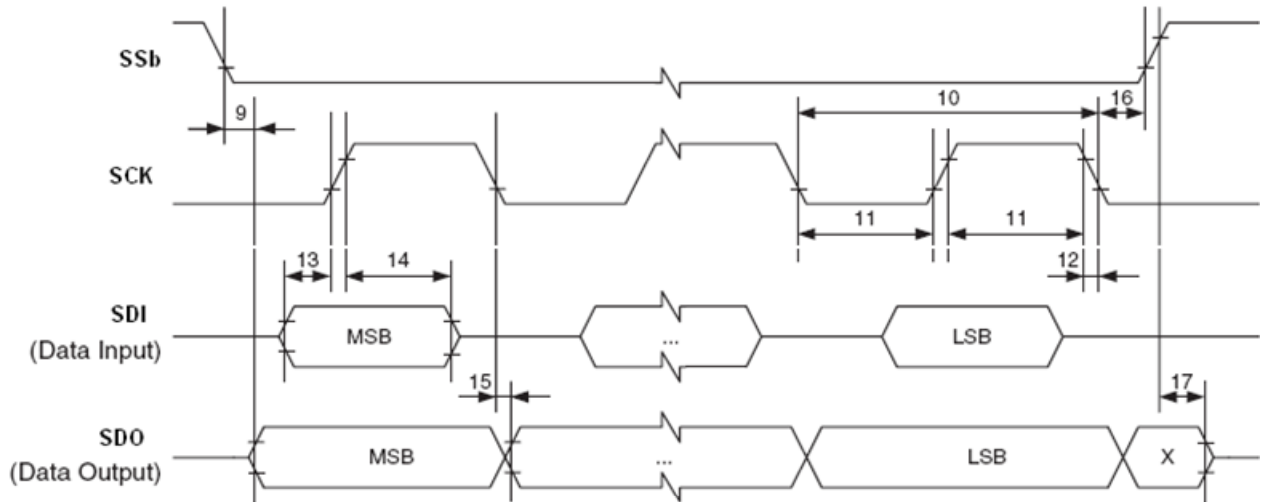 SSb
10
16
9
SCK
11
11
13
14
12
SDI
(Data Input)
MSB
...
LSB
15
17
SDO
(Data Output)
MSB
...
LSB
X